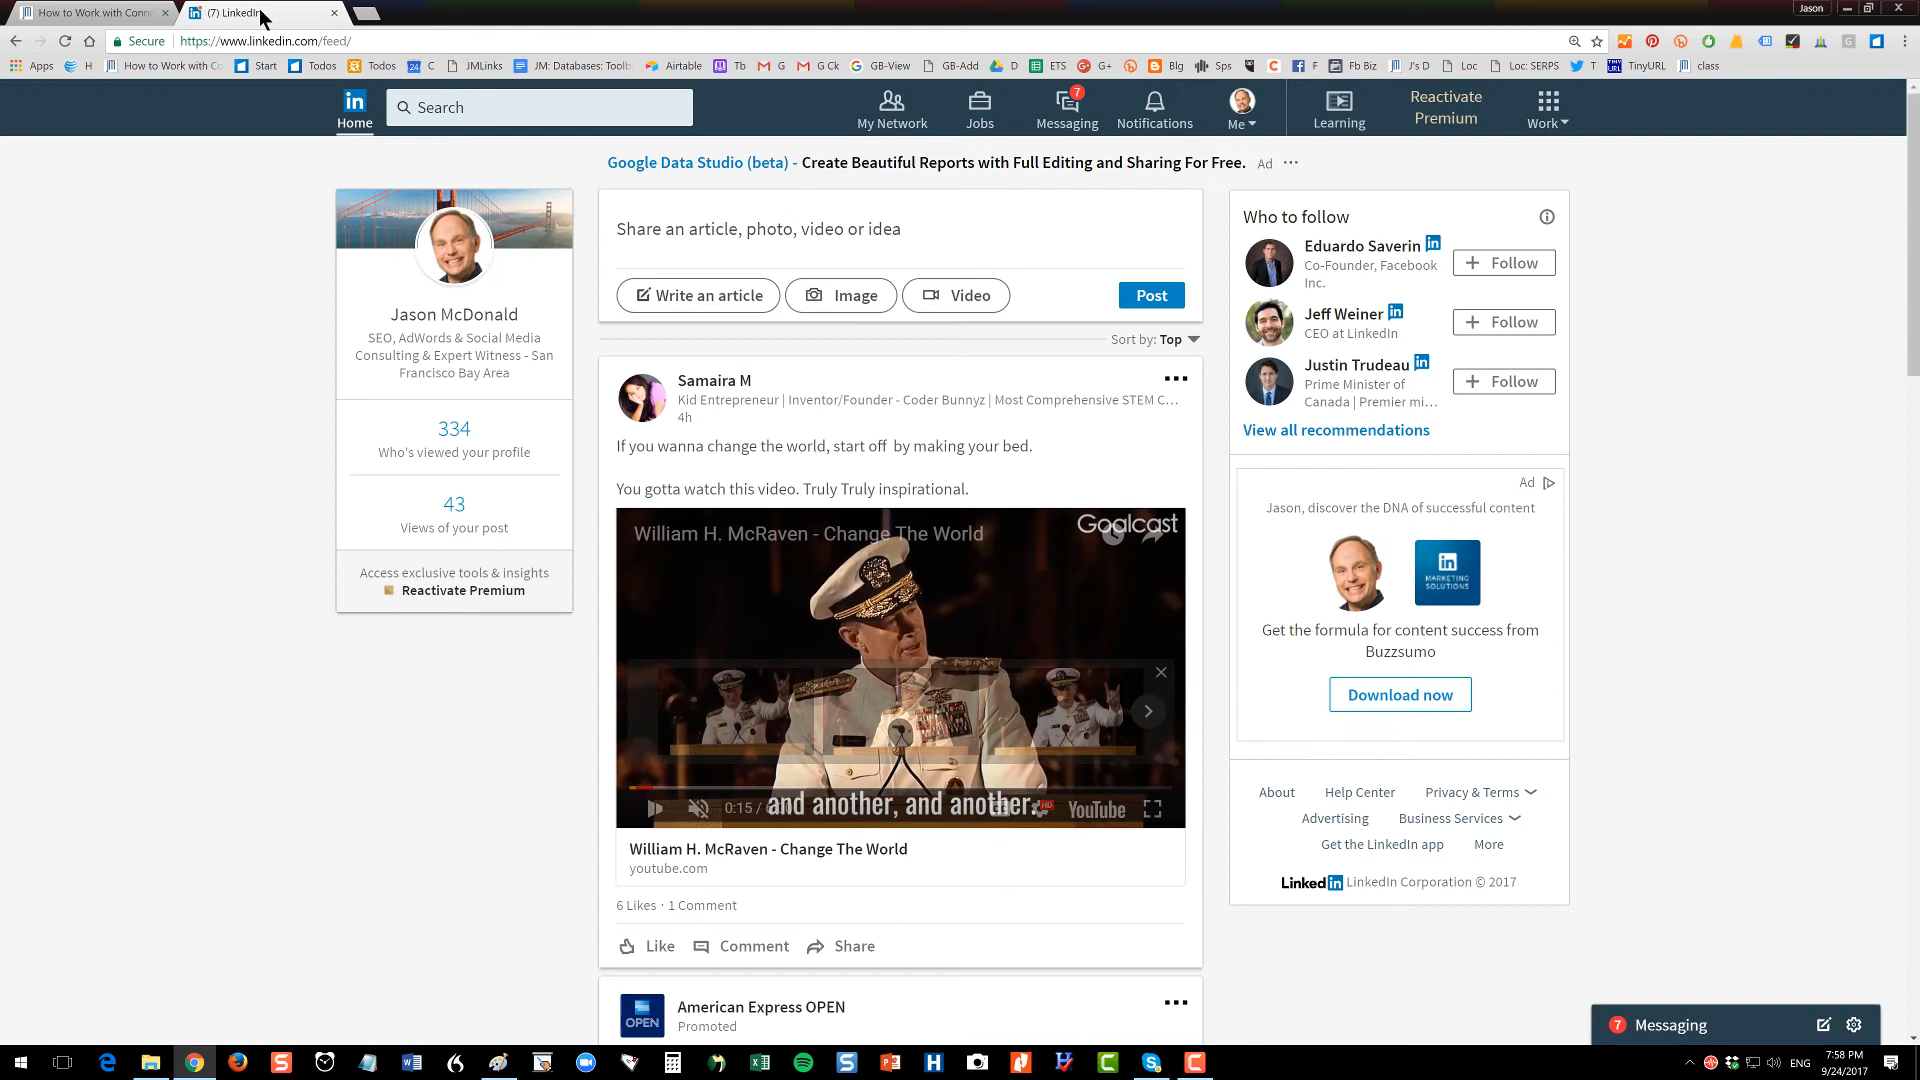 How to Work with Conne
(7) LinkedIn
Jason
Secure https://www.linkedin.com/feed/
Apps H How to Work with Co Start Todos Todos C JMLinks JM: Databases: Toolb Airtable Tb G G Ck GB-View GB-Add D ETS G+ Blg Sps F Fb Biz J's D Loc Loc: SERPS T TinyURL class
in Home
Search
My Network
Jobs
7 Messaging
Notifications
Me
Learning
Reactivate
Premium
Work
Google Data Studio (beta) - Create Beautiful Reports with Full Editing and Sharing For Free. Ad
Jason McDonald
SEO, AdWords & Social Media
Consulting & Expert Witness - San
Francisco Bay Area
334
Who's viewed your profile
43
Views of your post
Access exclusive tools & insights
Reactivate Premium
Share an article, photo, video or idea
Write an article Image Video Post
Sort by: Top
Samaira M
Kid Entrepreneur | Inventor/Founder - Coder Bunnyz | Most Comprehensive STEM C...
4h
If you wanna change the world, start off by making your bed.
You gotta watch this video. Truly Truly inspirational.
William H. McRaven - Change The World
Goalcast
and another, and another.
0:15 /
HD
YouTube
William H. McRaven - Change The World
youtube.com
6 Likes · 1 Comment
Like Comment Share
American Express OPEN
Promoted
OPEN
Who to follow
Eduardo Saverin in
Co-Founder, Facebook
Inc.
Follow
Jeff Weiner in
CEO at LinkedIn
Follow
Justin Trudeau in
Prime Minister of
Canada | Premier mi...
Follow
View all recommendations
Ad
Jason, discover the DNA of successful content
in
MARKETING
SOLUTIONS
Get the formula for content success from
Buzzsumo
Download now
About Help Center Privacy & Terms
Advertising Business Services
Get the LinkedIn app More
Linked in LinkedIn Corporation © 2017
7 Messaging
ENG
7:58 PM
9/24/2017